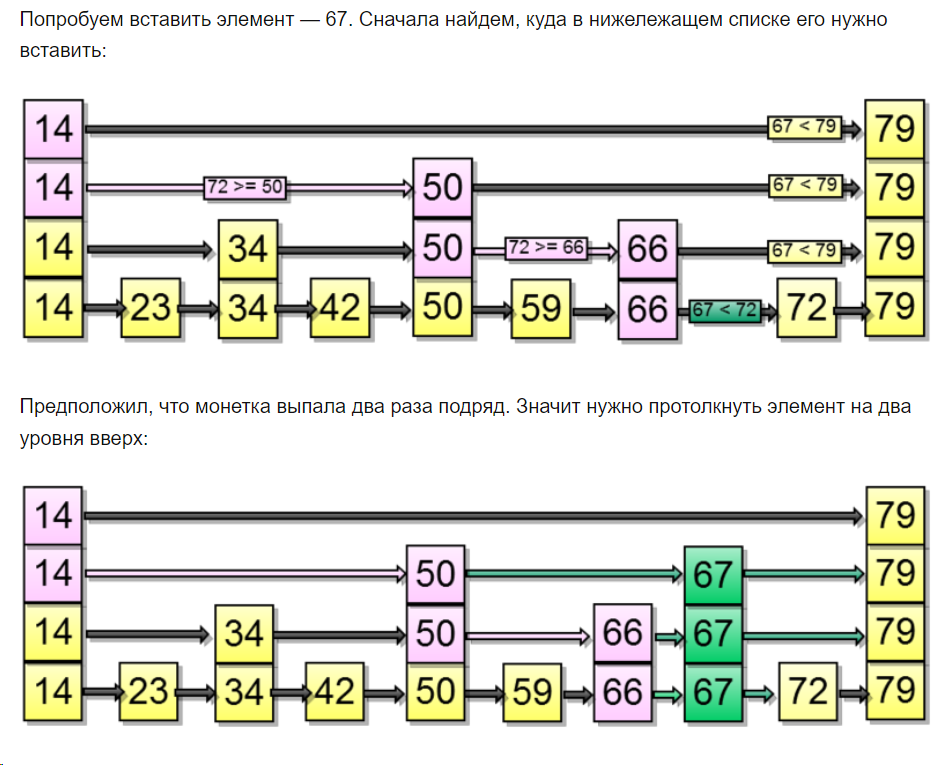 Попробуем вставить элемент — 67. Сначала найдем, куда в нижележащем списке его нужно
вставить:
14 67 < 79 79
14 72 >= 50 50 67 < 79 79
14 34 50 72 >= 66 66 67 < 79 79
14 23 34 42 50 59 66 67 < 72 72 79
Предположил, что монетка выпала два раза подряд. Значит нужно протолкнуть элемент на два
уровня вверх:
14 79
14 50 67 79
14 34 50 66 67 79
14 23 34 42 50 59 66 67 72 79